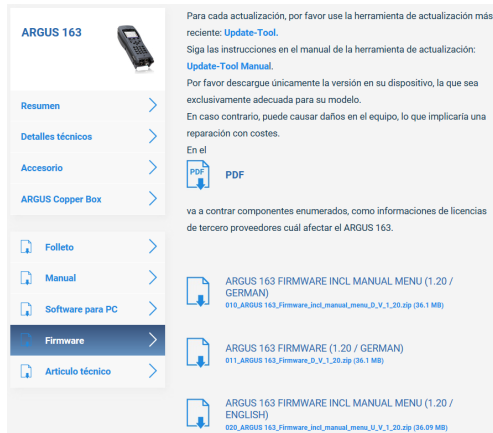 ARGUS 163
Resumen
Detalles técnicos
Accesorio
ARGUS Copper Box
Folleto
Manual
Software para PC
Firmware
Articulo técnico
Para cada actualización, por favor use la herramienta de actualización más
reciente: Update-Tool.
Siga las instrucciones en el manual de la herramienta de actualización:
Update-Tool Manual.
Por favor descargue únicamente la versión en su dispositivo, la que sea
exclusivamente adecuada para su modelo.
En caso contrario, puede causar daños en el equipo, lo que implicaría una
reparación con costes.
En el
PDF
PDF
va a contrar componentes enumerados, como informaciones de licencias
de tercero proveedores cuál afectar el ARGUS 163.
ARGUS 163 FIRMWARE INCL MANUAL MENU (1.20 /
GERMAN)
010_ARGUS 163_Firmware_incl_manual_menu_D_V_1_20.zip (36.1 MB)
ARGUS 163 FIRMWARE (1.20 / GERMAN)
011_ARGUS 163_Firmware_D_V_1_20.zip (36.1 MB)
ARGUS 163 FIRMWARE INCL MANUAL MENU (1.20 /
ENGLISH)
020_ARGUS 163_Firmware_incl_manual_menu_U_V_1_20.zip (36.09 MB)